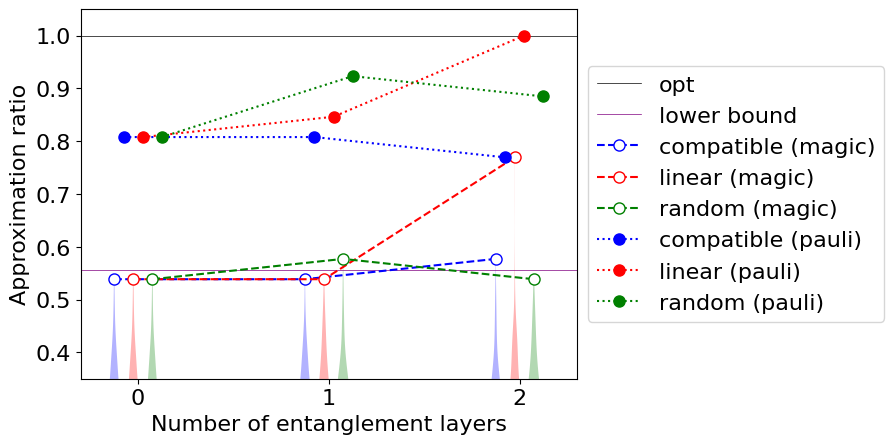 1.0
0.9
0.8
0.7
0.6
0.5
0.4
Approximation ratio
0 1 2
Number of entanglement layers
opt
lower bound
compatible (magic)
linear (magic)
random (magic)
compatible (pauli)
linear (pauli)
random (pauli)